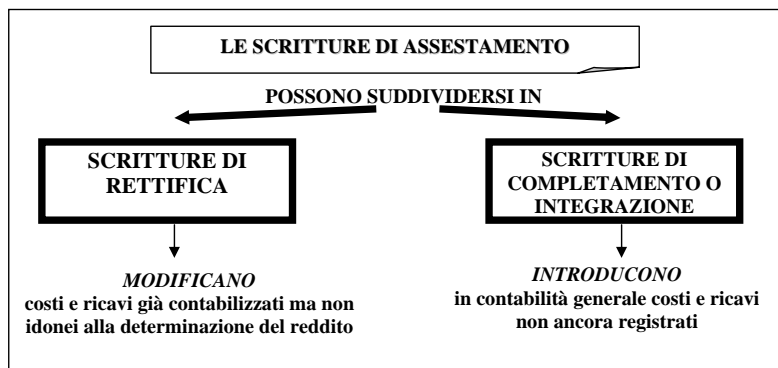 LE SCRITTURE DI ASSESTAMENTO
POSSONO SUDDIVIDERSI IN
SCRITTURE DI
RETTIFICA
SCRITTURE DI
COMPLETAMENTO O
INTEGRAZIONE
MODIFICANO
costi e ricavi già contabilizzati ma non
idonei alla determinazione del reddito
INTRODUCONO
in contabilità generale costi e ricavi
non ancora registrati